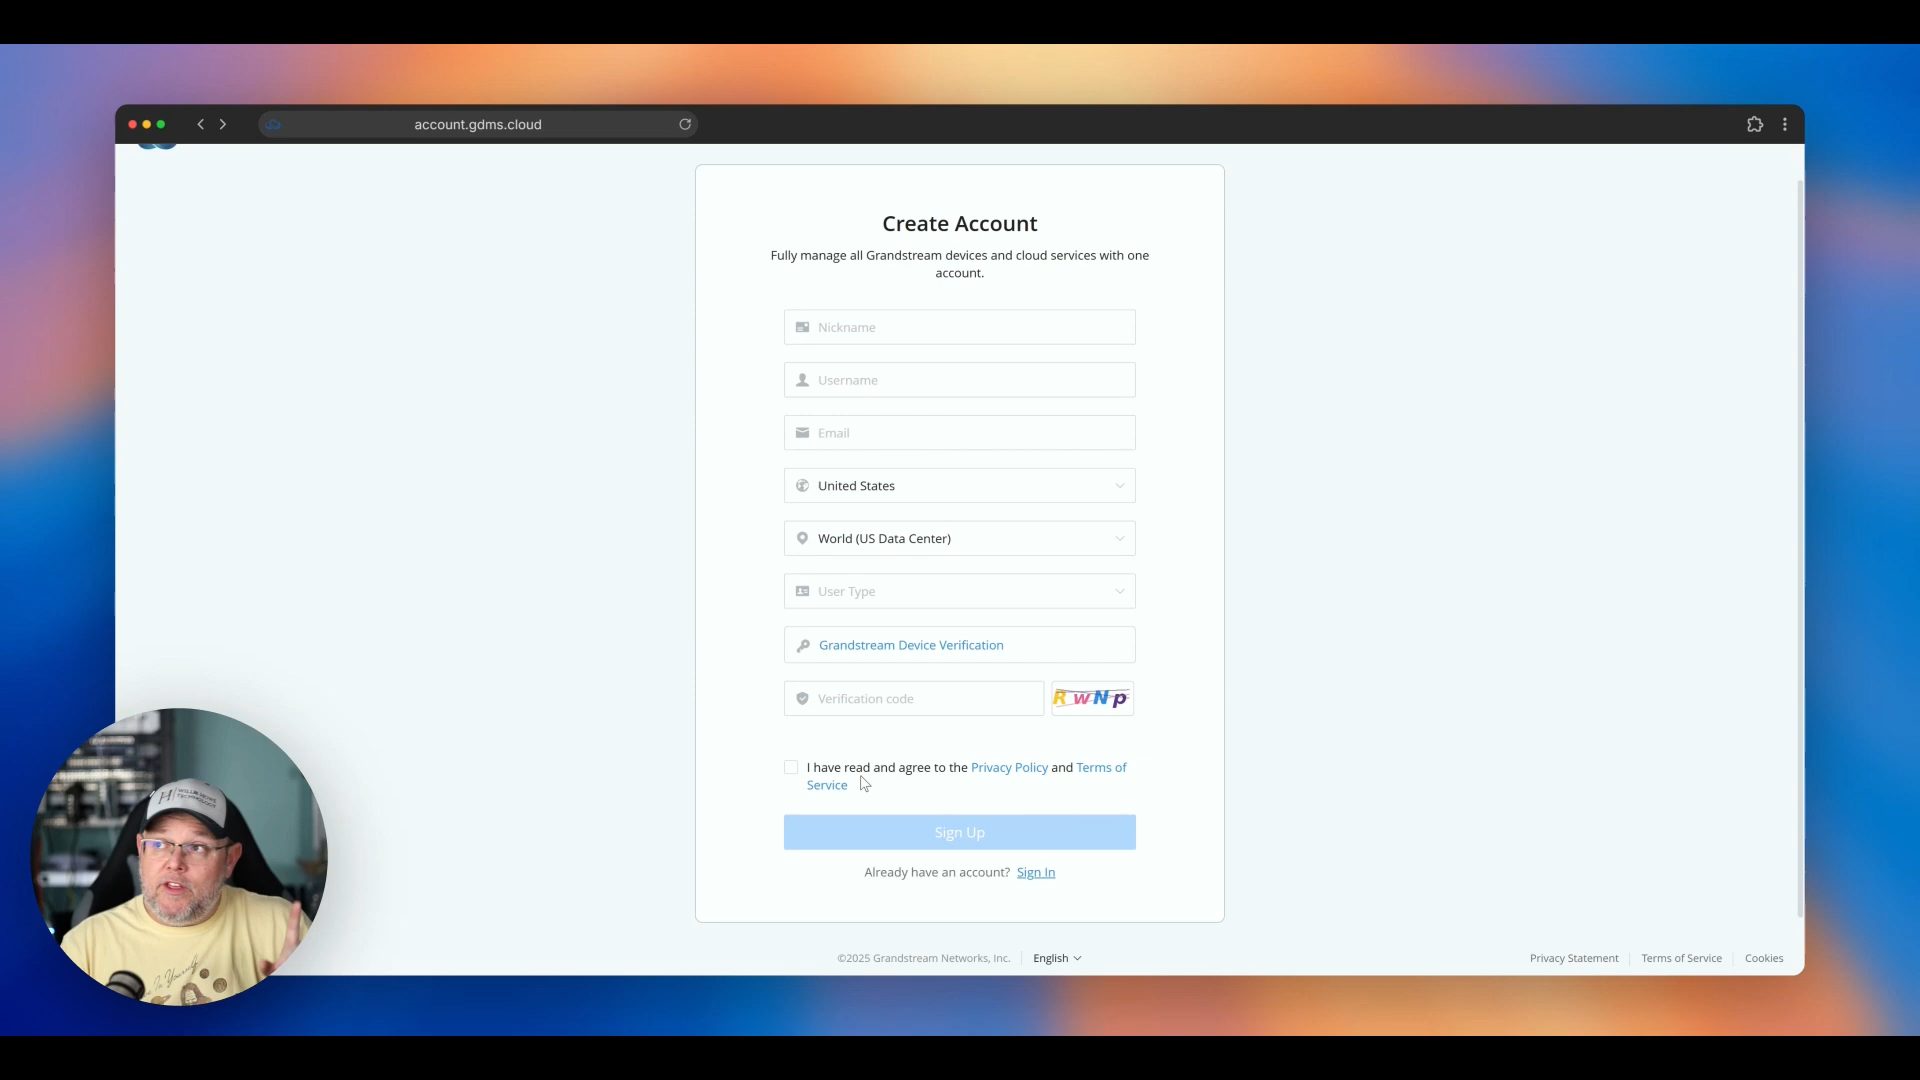 account.gdms.cloud
Create Account
Fully manage all Grandstream devices and cloud services with one
account.
Nickname
Username
Email
United States
World (US Data Center)
User Type
Grandstream Device Verification
Verification code
RwNp
I have read and agree to the Privacy Policy and Terms of
Service
Sign Up
Already have an account? Sign In
©2025 Grandstream Networks, Inc.
English
Privacy Statement
Terms of Service
Cookies
H